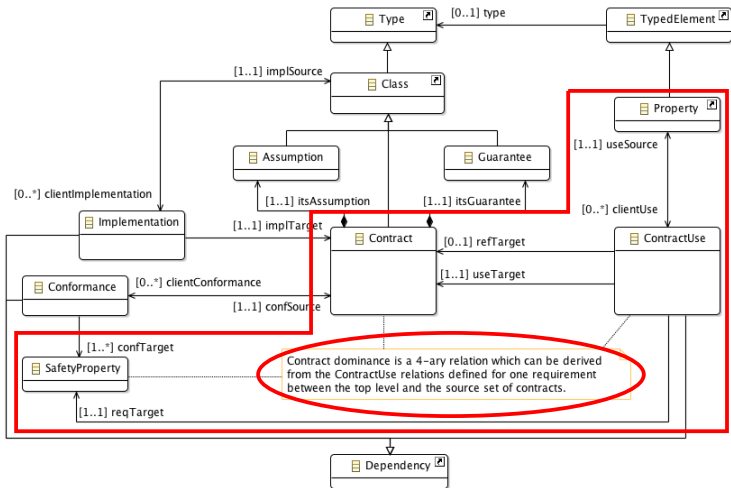 Type
[0..1] type
TypedElement
[1..1] implSource
Class
Property
[1..1] useSource
Assumption
Guarantee
[0..*] clientImplementation
[1..1] itsAssumption
[1..1] itsGuarantee
[0..*] clientUse
Implementation
[1..1] implTarget
Contract
[0..1] refTarget
ContractUse
[1..1] useTarget
Conformance
[0..*] clientConformance
[1..1] confSource
[1..*] confTarget
SafetyProperty
Contract dominance is a 4-ary relation which can be derived
from the ContractUse relations defined for one requirement
between the top level and the source set of contracts.
[1..1] reqTarget
Dependency